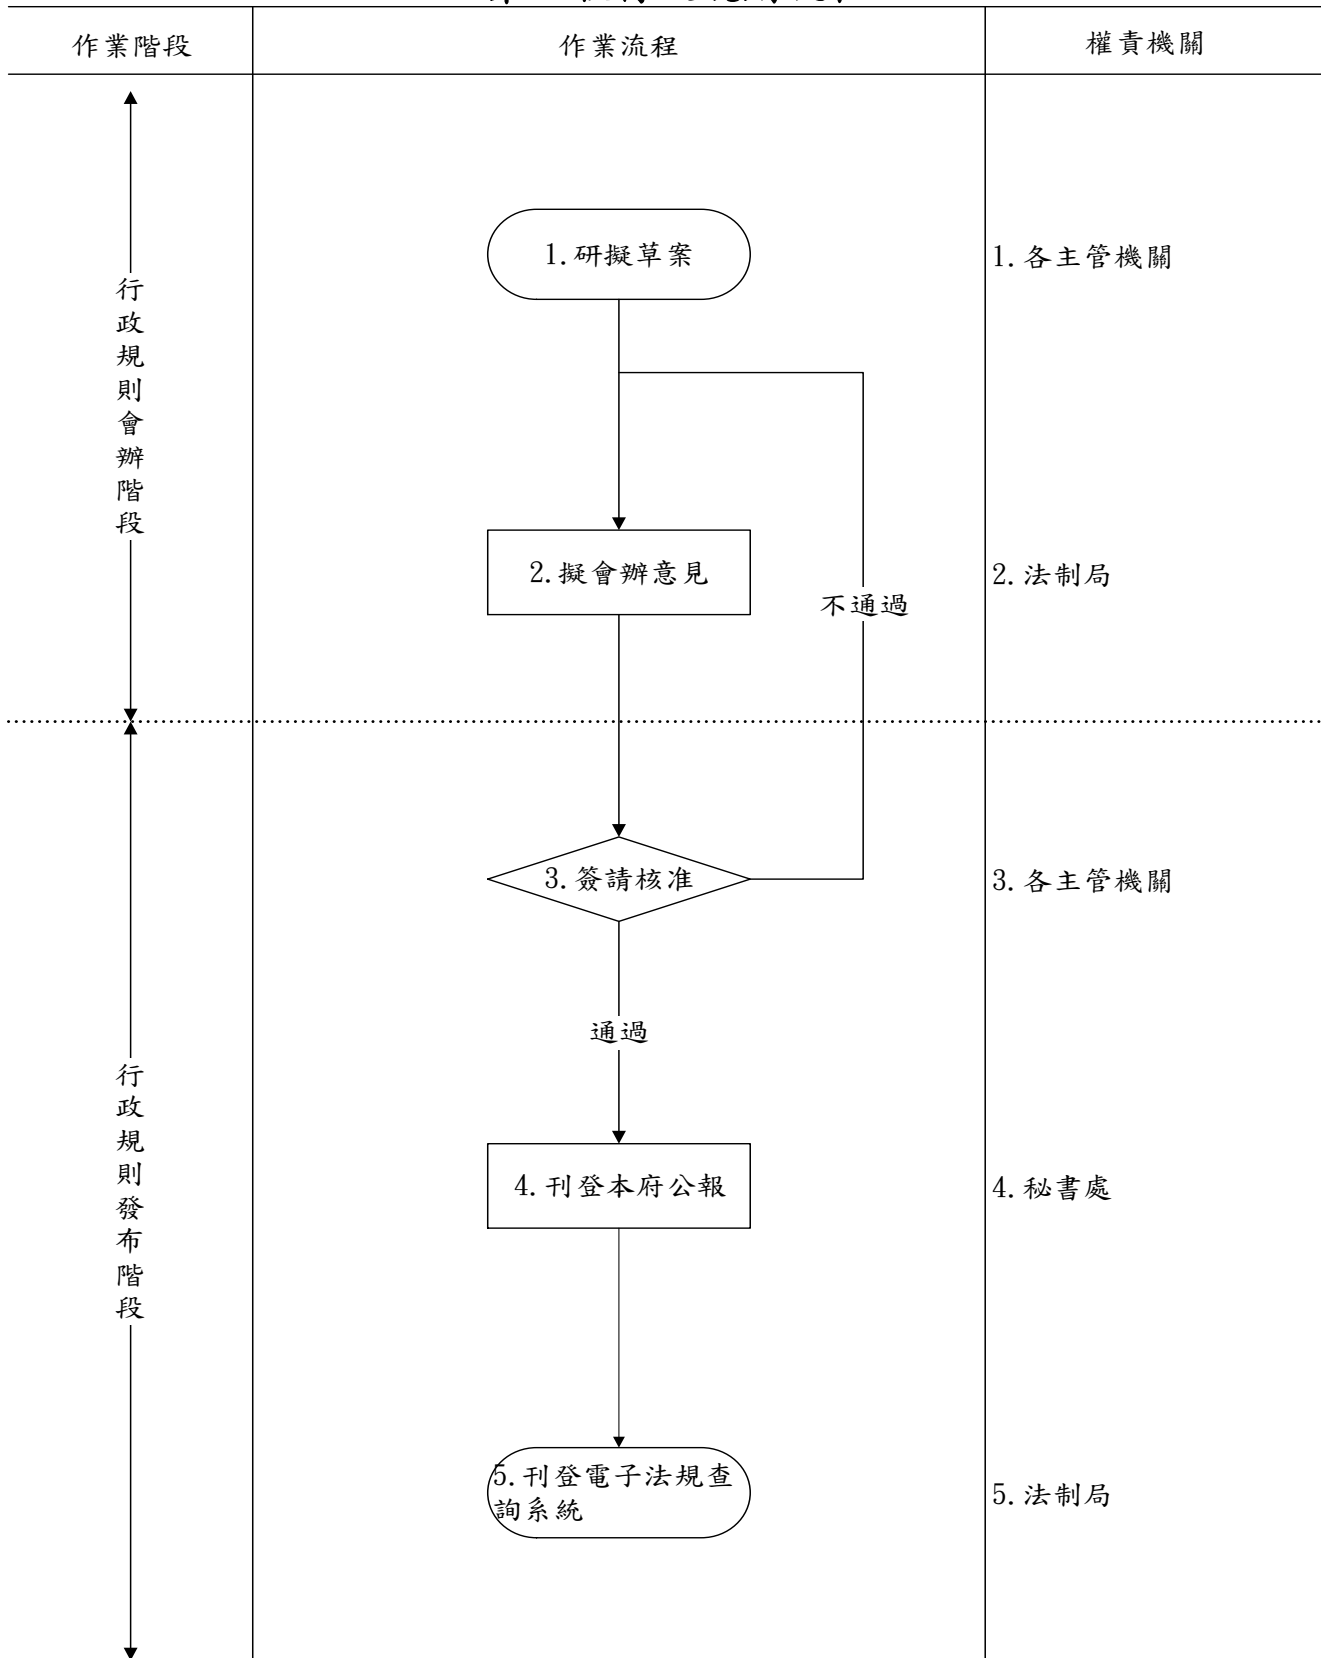 作業階段
作業流程
權責機關
行政規則會辦階段
1.研擬草案
1.各主管機關
2.擬會辦意見
不通過
2.法制局
行政規則發布階段
3.簽請核准
3.各主管機關
通過
4.刊登本府公報
4.秘書處
5.刊登電子法規查
詢系統
5.法制局